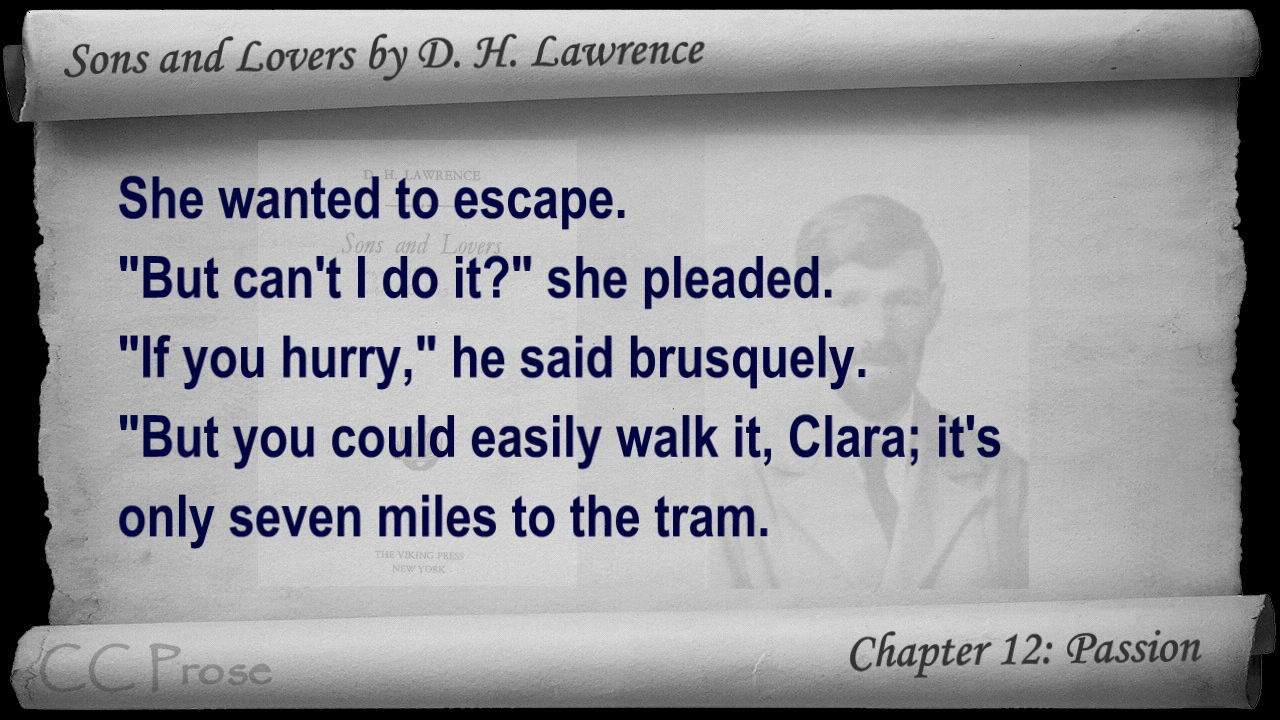 Sons and Lovers by D. H. Lawrence
D. H. LAWRENCE
She wanted to escape.
Sons and Lovers
"But can't I do it?" she pleaded.
"If you hurry," he said brusquely.
"But you could easily walk it, Clara; it's
only seven miles to the tram.
THE VIKING PRESS
NEW YORK
CC Prose
Chapter 12: Passion